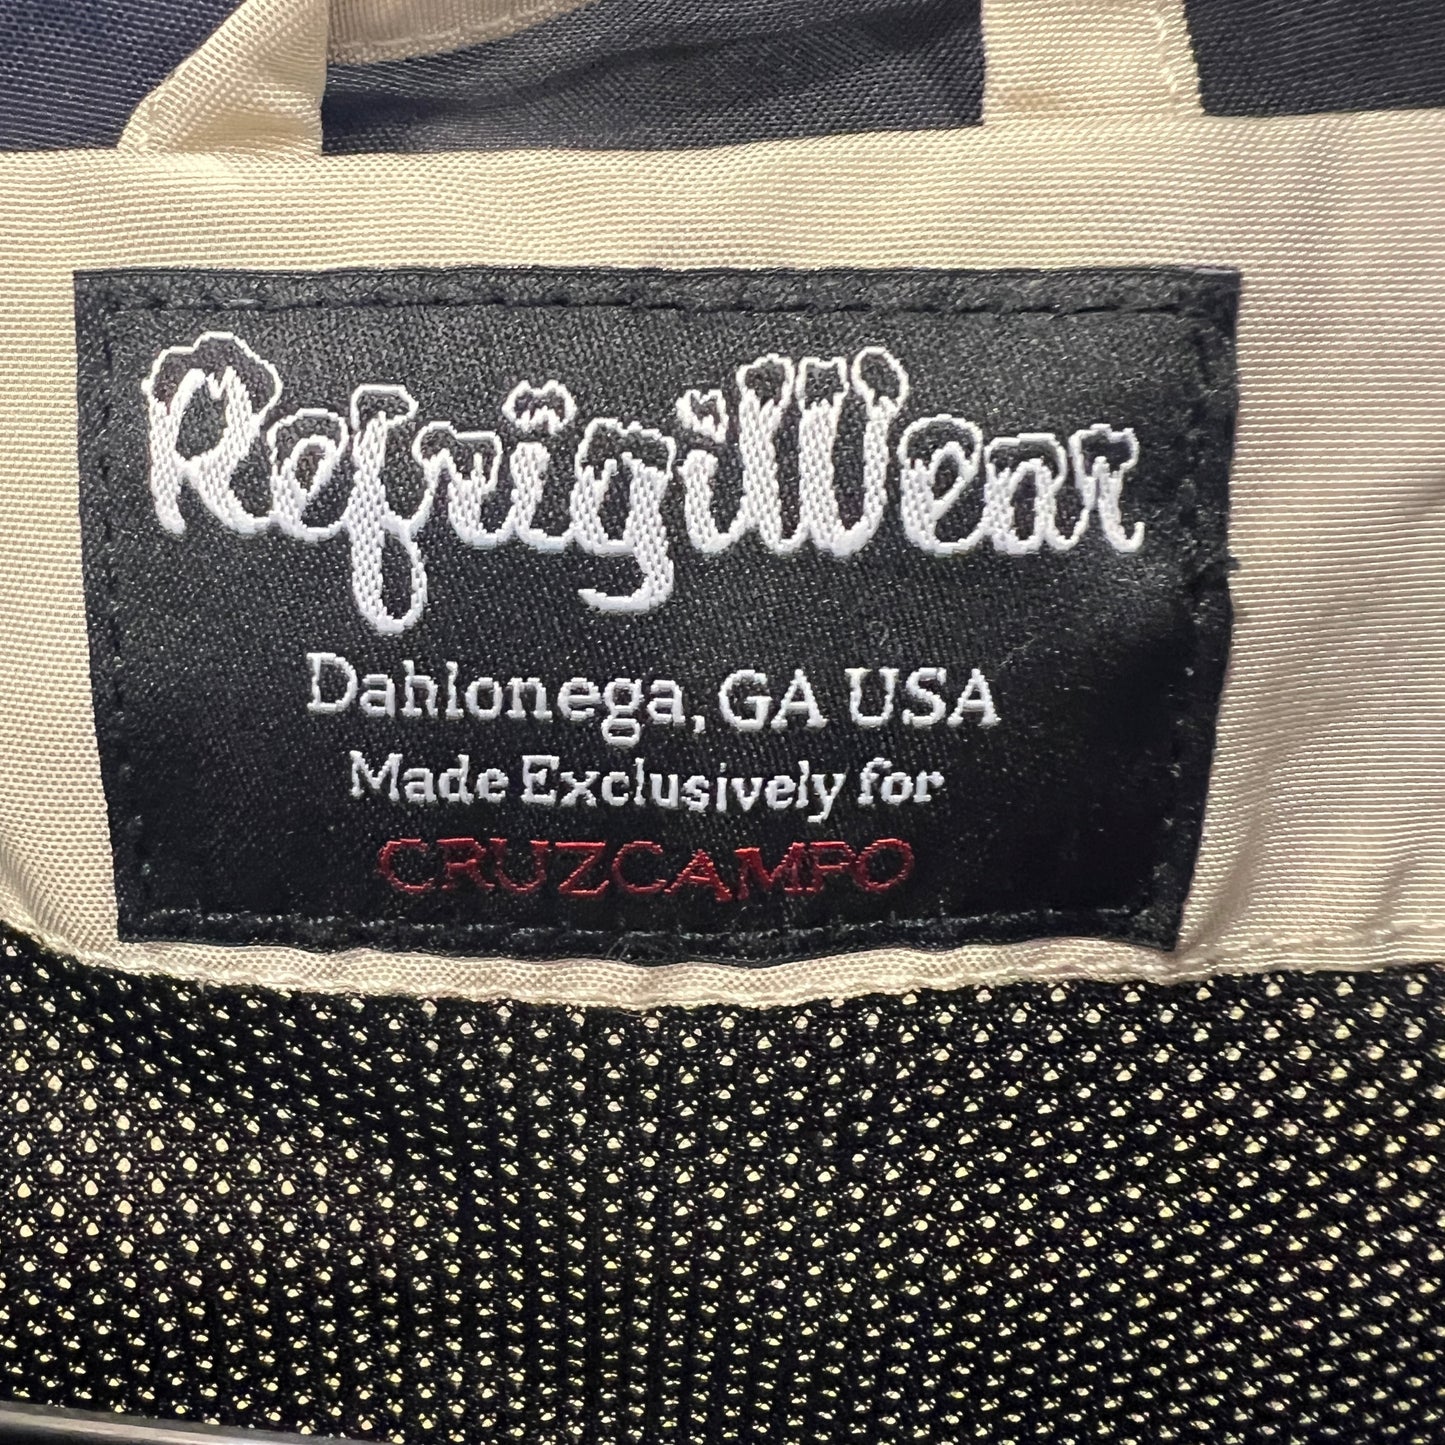 RefrigiWear
Dahlonega, GA USA
Made Exclusively for
CRUZCAMPO